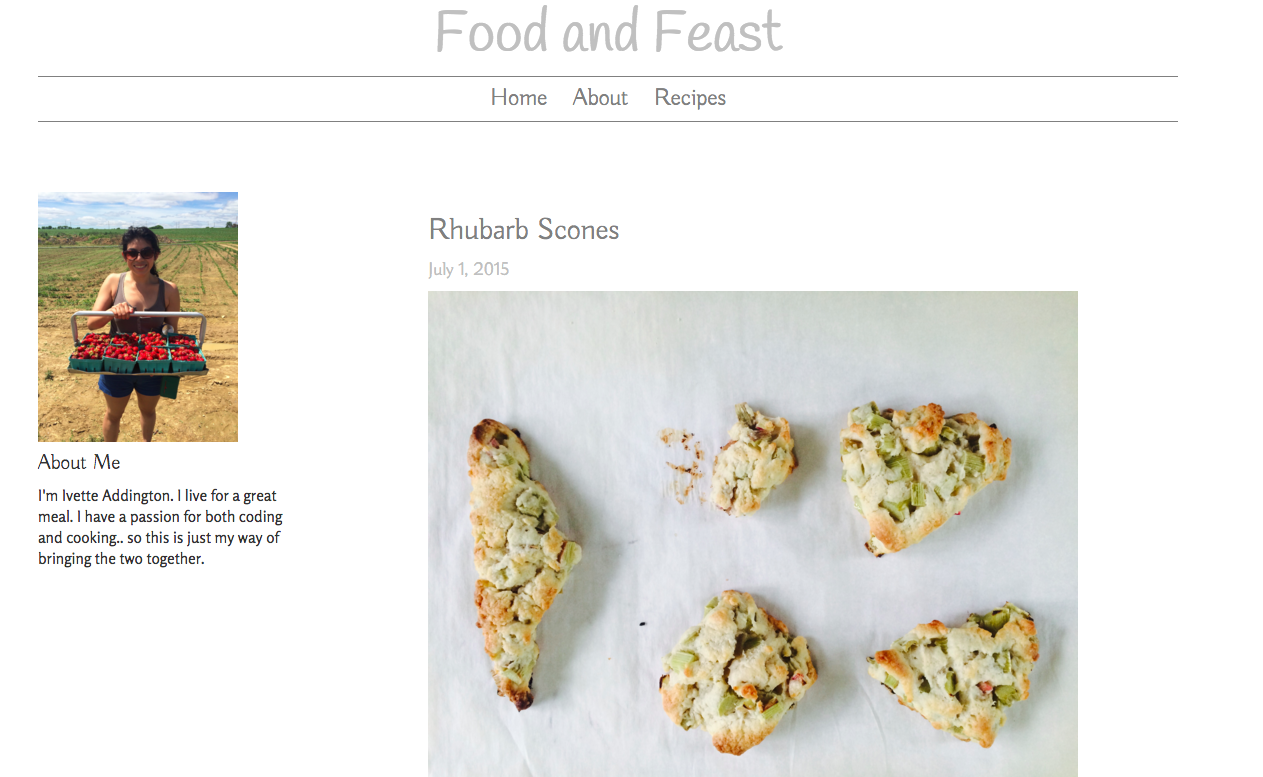 Food and Feast
Home About Recipes
About Me
I'm Ivette Addington. I live for a great
meal. I have a passion for both coding
and cooking.. so this is just my way of
bringing the two together.
Rhubarb Scones
July 1, 2015